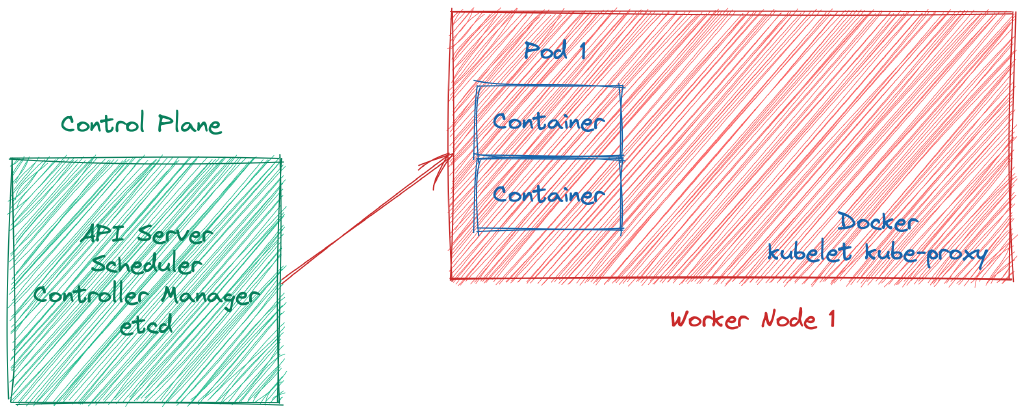 Control Plane
API Server
Scheduler
Controller Manager
etcd
Pod 1
Container
Container
Docker
kubelet kube-proxy
Worker Node 1